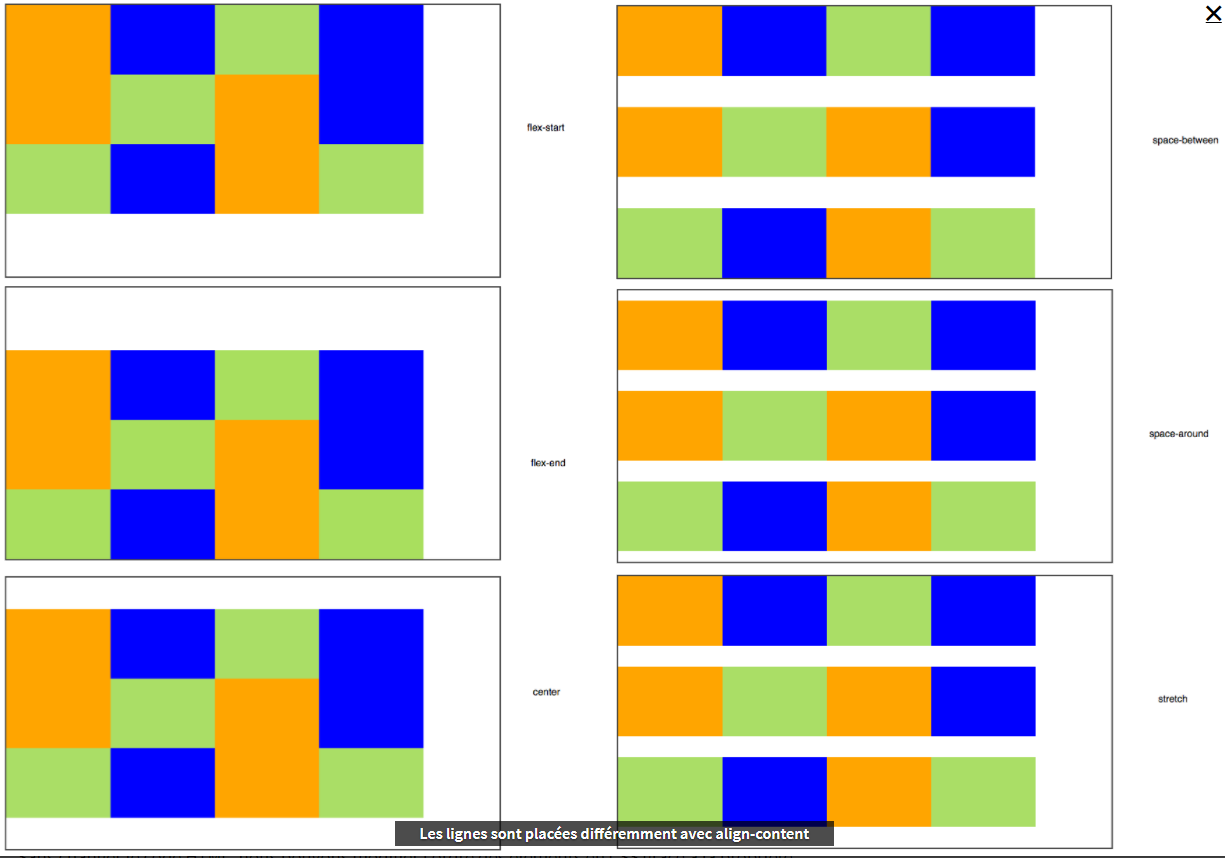 flex-start
space-between
flex-end
space-around
center
stretch
Les lignes sont placées différemment avec align-content